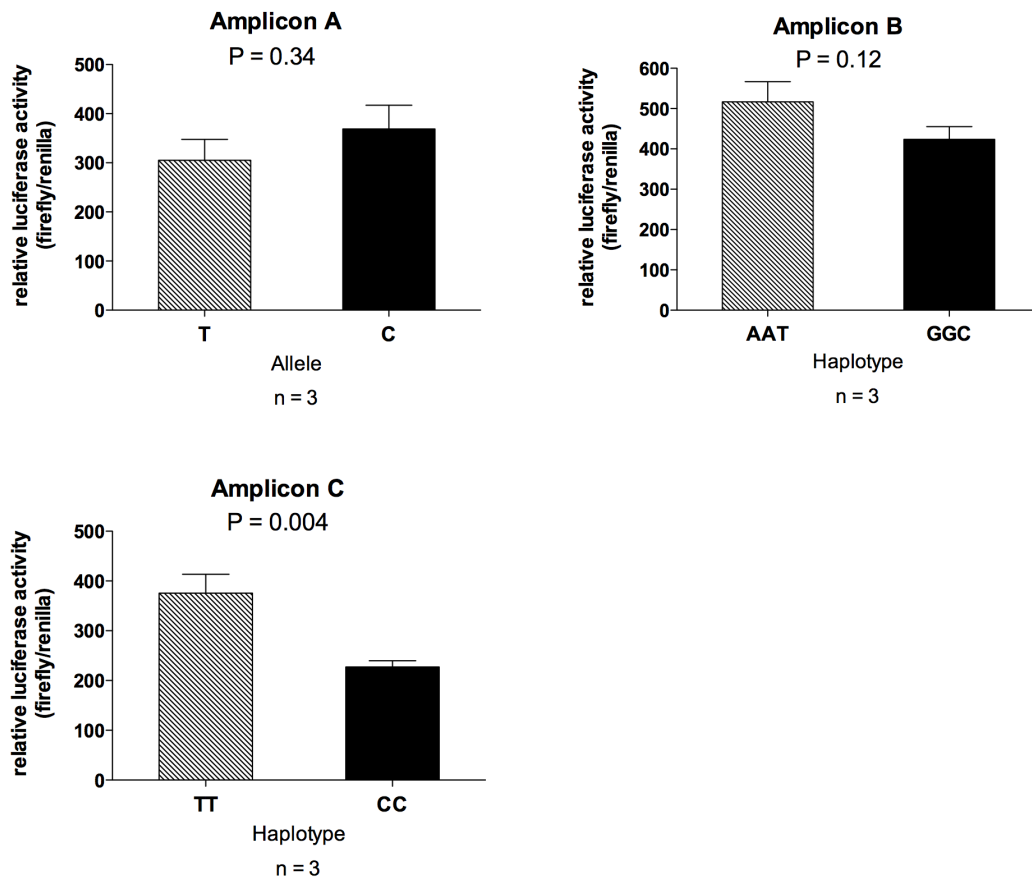 Amplicon A
P = 0.34
relative luciferase activity
(firefly/renilla)
500
400
300
200
100
0
T
C
Allele
n = 3
Amplicon B
P = 0.12
relative luciferase activity
(firefly/renilla)
600
500
400
300
200
100
0
AAT
GGC
Haplotype
n = 3
Amplicon C
P = 0.004
relative luciferase activity
(firefly/renilla)
500
400
300
200
100
0
TT
CC
Haplotype
n = 3